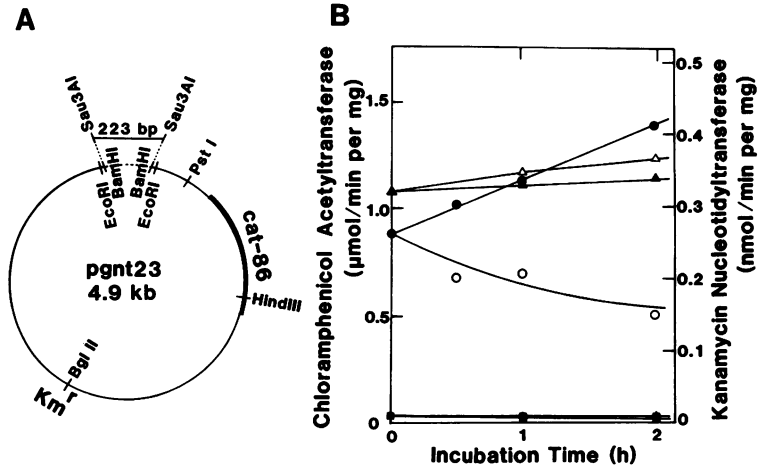 A
Sau3AI
Sau3AI
223 bp
EcoRI
BamHI
BamHI
EcoRI
Pst I
cat-86
pgnt23
4.9 kb
HindIII
Bgl II
Kmr
B
Chloramphenicol Acetyltransferase
(μmol/min per mg)
1.5
1.0
0.5
0
0
1
2
Incubation Time (h)
0.5
0.4
0.3
0.2
0.1
0
Kanamycin Nucleotidyltransferase
(nmol/min per mg)